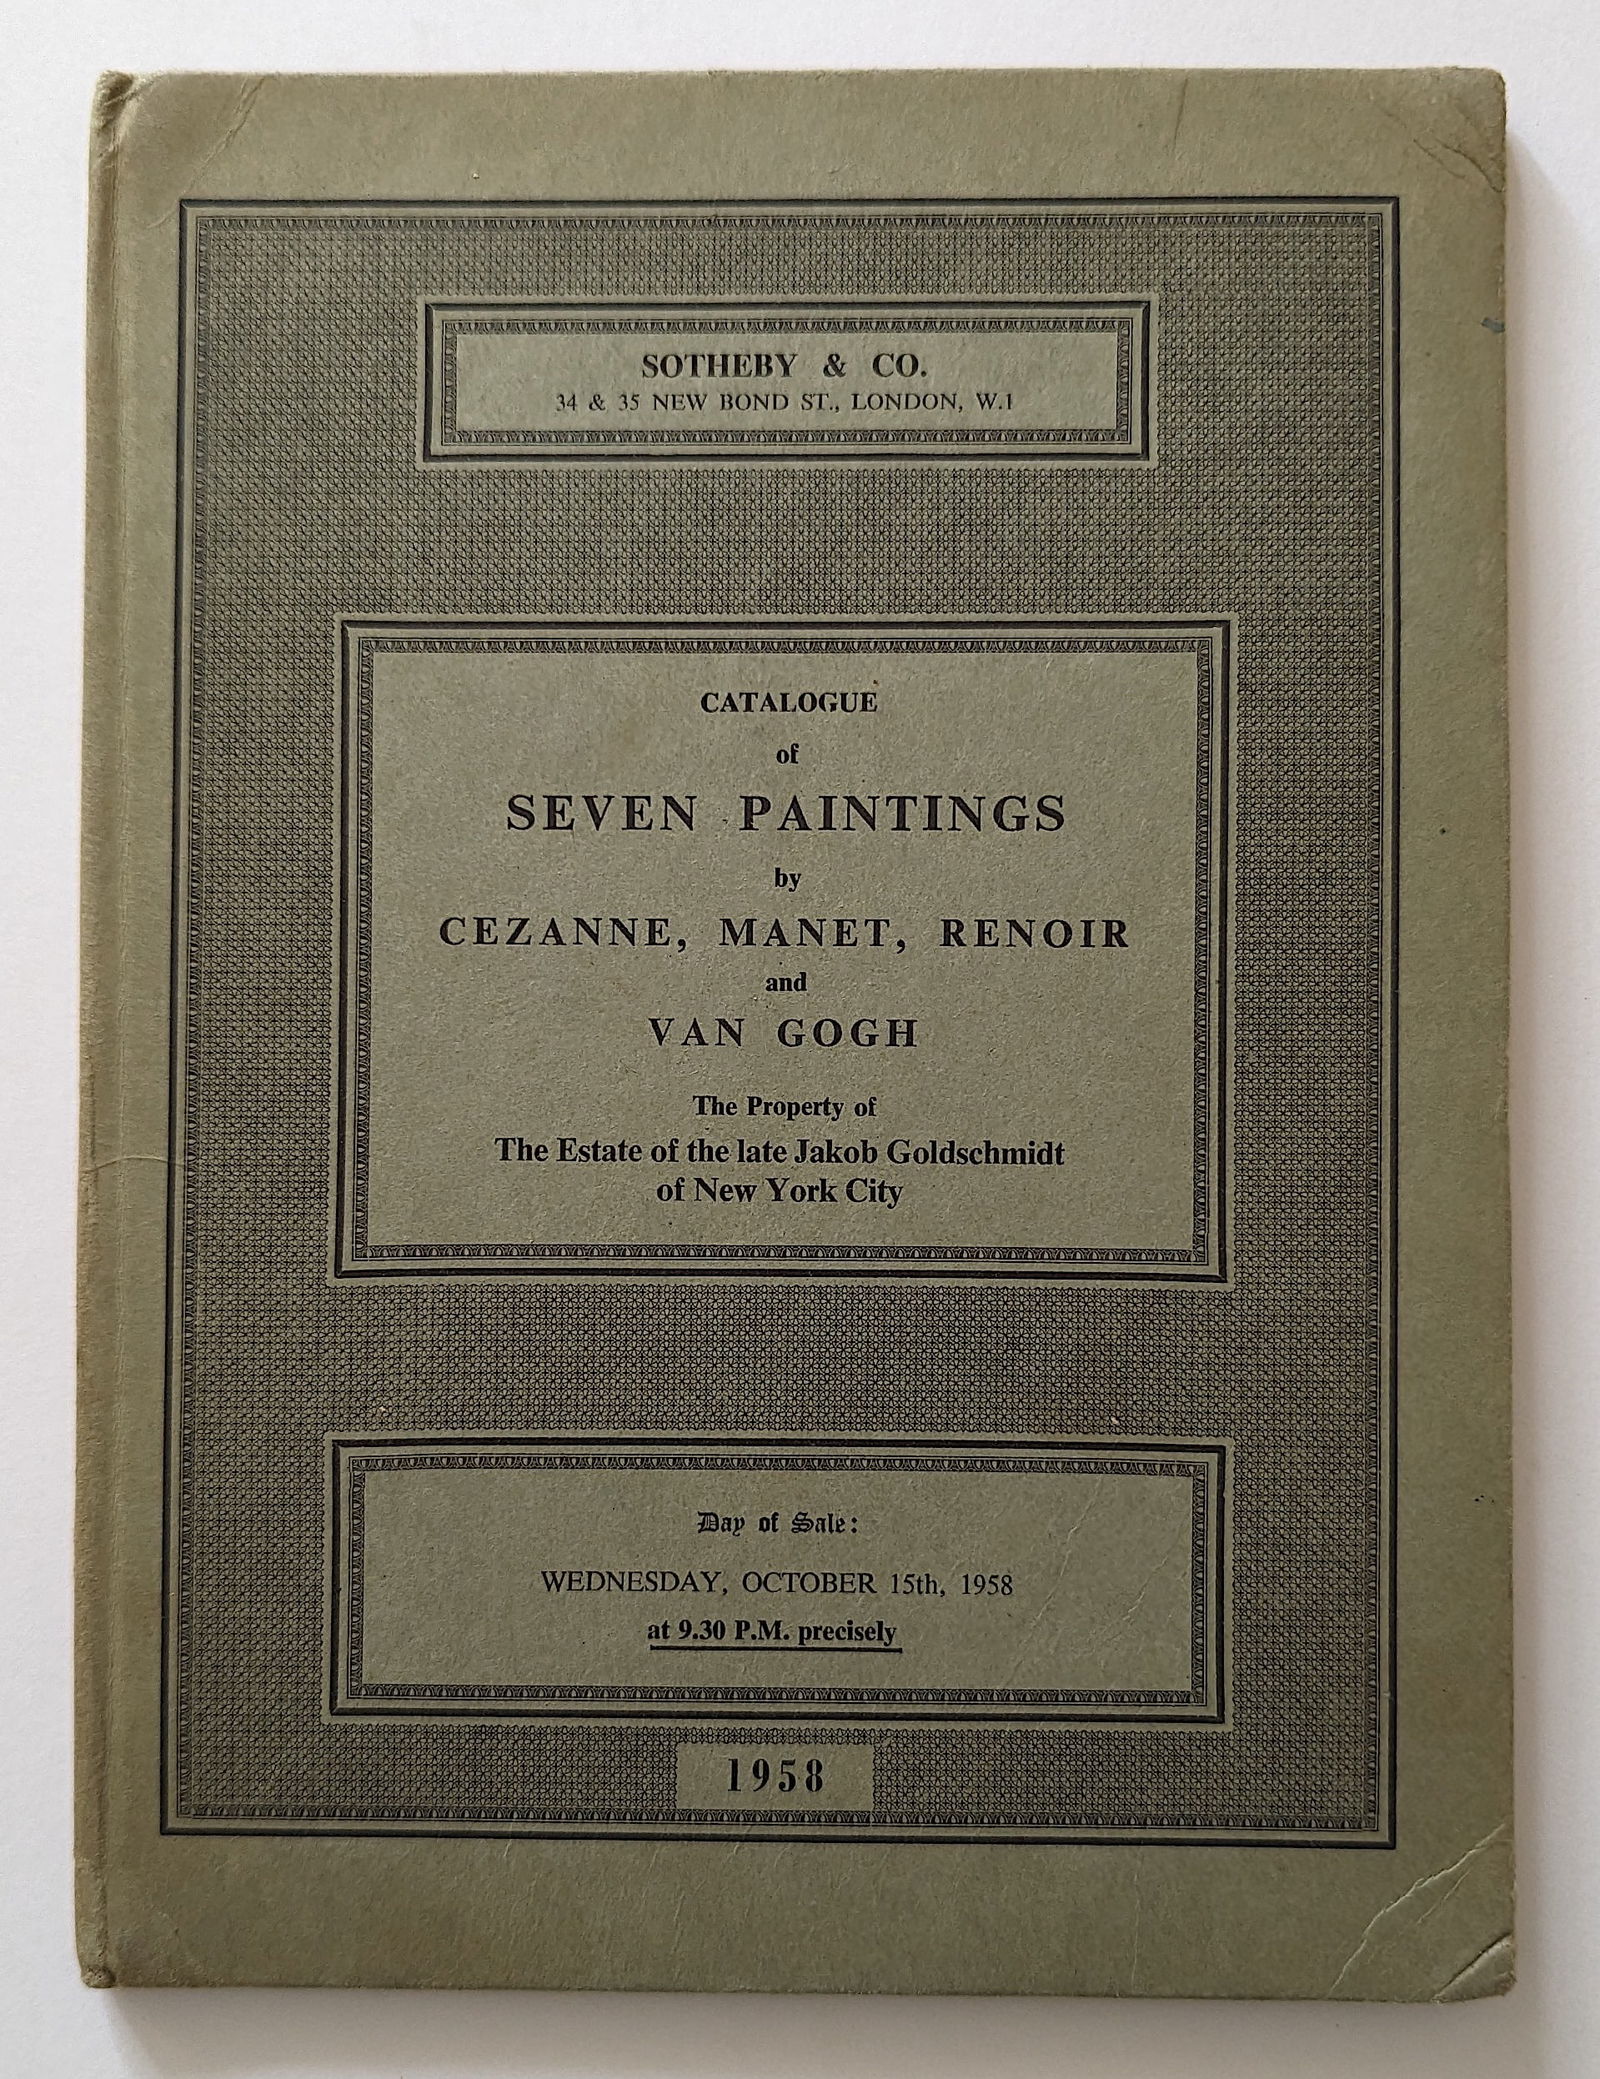 SOTHEBY & CO.
34 & 35 NEW BOND ST., LONDON, W.1
CATALOGUE
of
SEVEN PAINTINGS
by
CEZANNE, MANET, RENOIR
and
VAN GOGH
The Property of
The Estate of the late Jakob Goldschmidt
of New York City
Day of Sale:
WEDNESDAY, OCTOBER 15th, 1958
at 9.30 P.M. precisely
1958